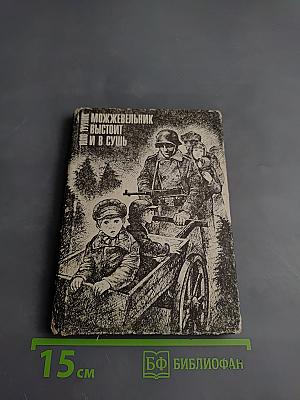 МОЖЖЕВЕЛЬНИК
ВЫСТОИТ
И В СУШЬ
15 см
БФ БИБЛИОФАН